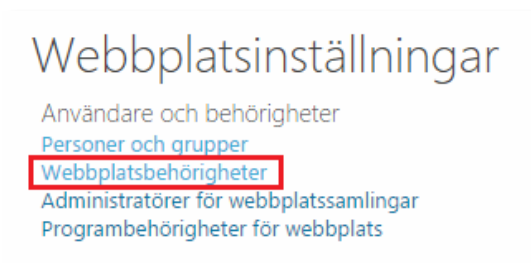 Webbplatsinställningar
Användare och behörigheter
Personer och grupper
Webbplatsbehörigheter
Administratörer för webbplatssamlingar
Programbehörigheter för webbplats